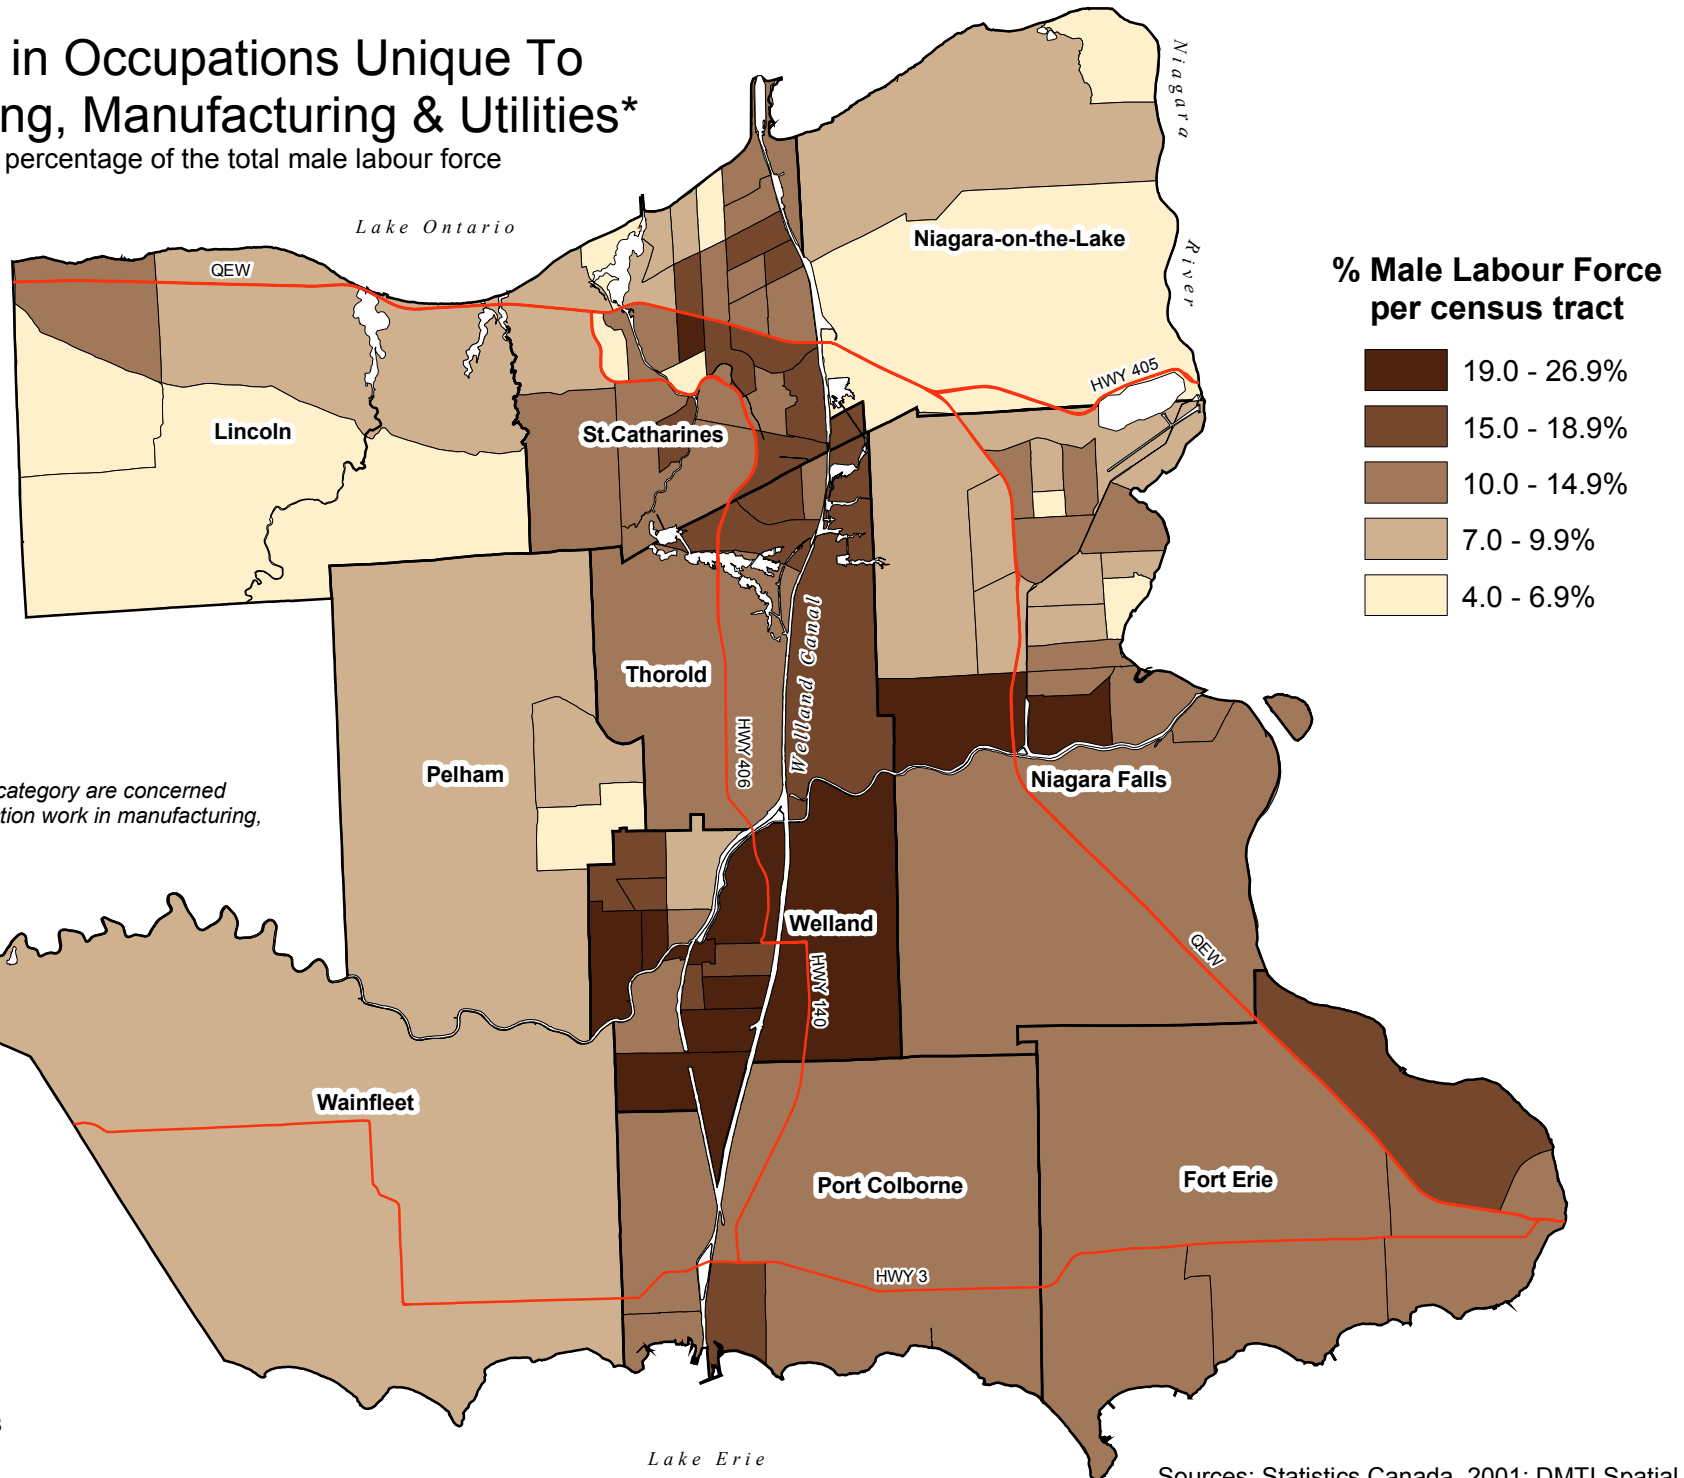 in Occupations Unique To
ng, Manufacturing & Utilities*
percentage of the total male labour force
Lake Ontario
Niagara
River
QEW
Niagara-on-the-Lake
% Male Labour Force
per census tract
19.0 - 26.9%
15.0 - 18.9%
10.0 - 14.9%
7.0 - 9.9%
4.0 - 6.9%
HWY 405
Lincoln
St.Catharines
Thorold
Welland Canal
HWY 406
Pelham
Niagara Falls
category are concerned
tion work in manufacturing,
Welland
QEW
HWY 140
Wainfleet
Port Colborne
Fort Erie
HWY 3
Lake Erie
Sources: Statistics Canada, 2001; DMTI Spatial